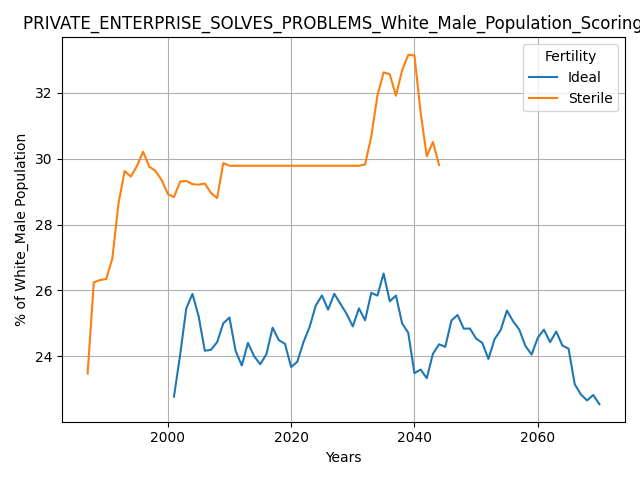 PRIVATE_ENTERPRISE_SOLVES_PROBLEMS_White_Male_Population_Scoring
Fertility
Ideal
Sterile
% of White_Male Population
32
30
28
26
24
2000
2020
2040
2060
Years